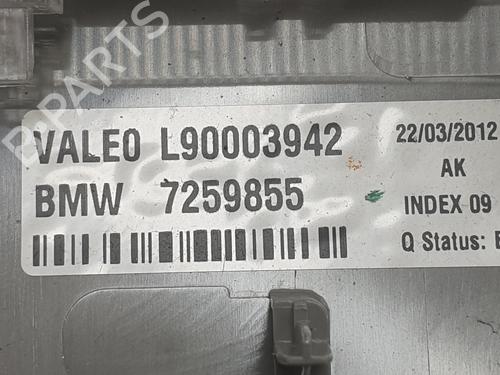 B-PARTS
VALEO L90003942
BMW 7259855
22/03/2012
AK
INDEX 09
Q Status: